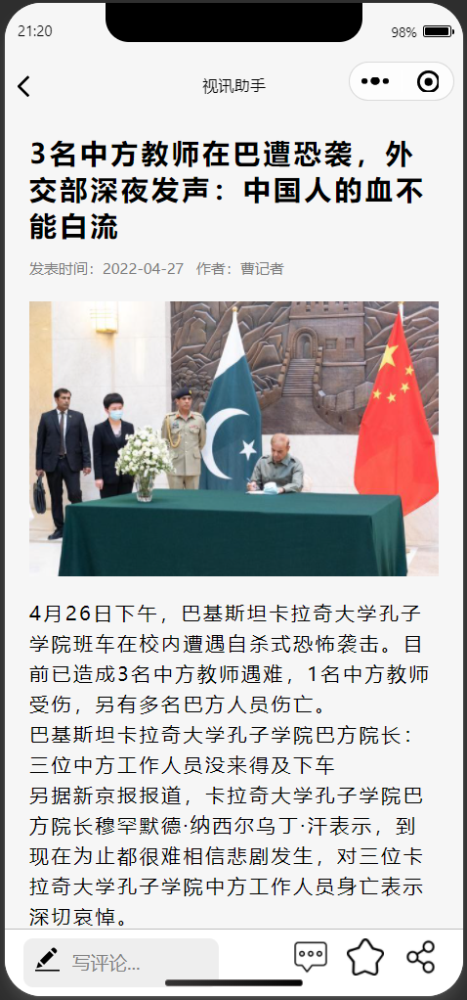 21:20
98%
视讯助手
3名中方教师在巴遭恐袭，外
交部深夜发声：中国人的血不
能白流
发表时间：2022-04-27 作者：曹记者
4月26日下午，巴基斯坦卡拉奇大学孔子
学院班车在校内遭遇自杀式恐怖袭击。目
前已造成3名中方教师遇难，1名中方教师
受伤，另有多名巴方人员伤亡。
巴基斯坦卡拉奇大学孔子学院巴方院长：
三位中方工作人员没来得及下车
另据新京报报道，卡拉奇大学孔子学院巴
方院长穆罕默德·纳西尔乌丁·汗表示，到
现在为止都很难相信悲剧发生，对三位卡
拉奇大学孔子学院中方工作人员身亡表示
深切哀悼。
写评论...